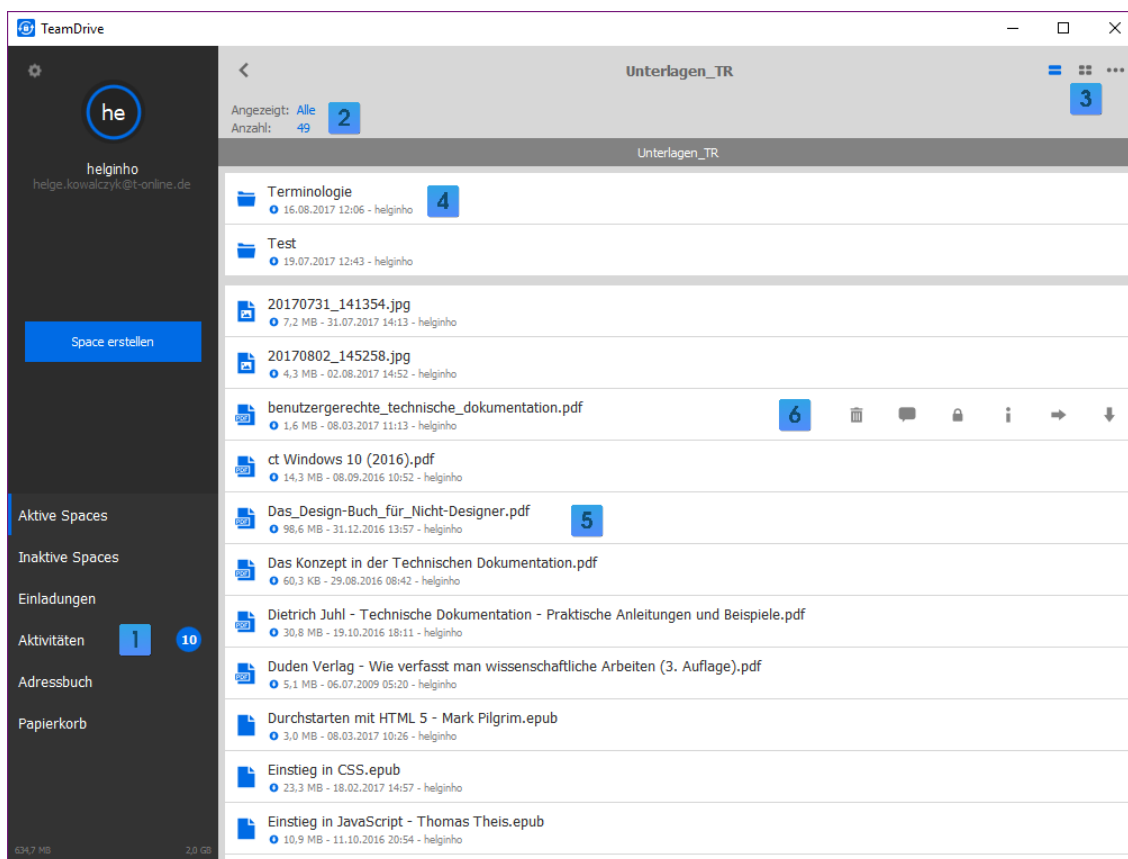 TeamDrive
he
helginho
helge.kowalczyk@t-online.de
Space erstellen
Aktive Spaces
Inaktive Spaces
Einladungen
Aktivitäten 1 10
Adressbuch
Papierkorb
634,7 MB 2,0 GB
Unterlagen_TR
3
Angezeigt: Alle
Anzahl: 49
2
Unterlagen_TR
Terminologie
16.08.2017 12:06 - helginho
4
Test
19.07.2017 12:43 - helginho
20170731_141354.jpg
7,2 MB - 31.07.2017 14:13 - helginho
20170802_145258.jpg
4,3 MB - 02.08.2017 14:52 - helginho
PDF
benutzergerechte_technische_dokumentation.pdf
1,6 MB - 08.03.2017 11:13 - helginho
6
PDF
ct Windows 10 (2016).pdf
14,3 MB - 08.09.2016 10:52 - helginho
PDF
Das_Design-Buch_für_Nicht-Designer.pdf
98,6 MB - 31.12.2016 13:57 - helginho
5
PDF
Das Konzept in der Technischen Dokumentation.pdf
60,3 KB - 29.08.2016 08:42 - helginho
PDF
Dietrich Juhl - Technische Dokumentation - Praktische Anleitungen und Beispiele.pdf
30,8 MB - 19.10.2016 18:11 - helginho
PDF
Duden Verlag - Wie verfasst man wissenschaftliche Arbeiten (3. Auflage).pdf
5,1 MB - 06.07.2009 05:20 - helginho
Durchstarten mit HTML 5 - Mark Pilgrim.epub
3,0 MB - 08.03.2017 10:26 - helginho
Einstieg in CSS.epub
23,3 MB - 18.02.2017 14:57 - helginho
Einstieg in JavaScript - Thomas Theis.epub
10,9 MB - 11.10.2016 20:54 - helginho